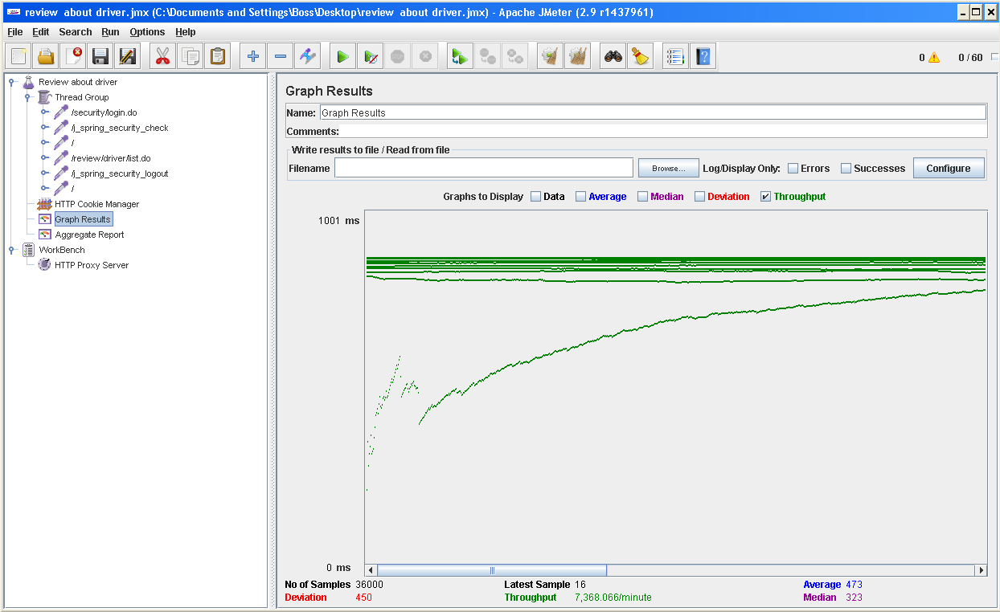 review  about driver.jmx (C:\Documents and Settings\Boss\Desktop\review  about driver.jmx) - Apache JMeter (2.9 r1437961)
File Edit Search Run Options Help
0 0 / 60
Review about driver
Thread Group
/security/login.do
/j_spring_security_check
/
/review/driver/list.do
/j_spring_security_logout
/
HTTP Cookie Manager
Graph Results
Aggregate Report
WorkBench
HTTP Proxy Server
Graph Results
Name: Graph Results
Comments:
Write results to file / Read from file
Filename Browse... Log/Display Only: Errors Successes Configure
Graphs to Display Data Average Median Deviation Throughput
1001 ms
0 ms
No of Samples 36000 Latest Sample 16 Average 473
Deviation 450 Throughput 7,368.066/minute Median 323